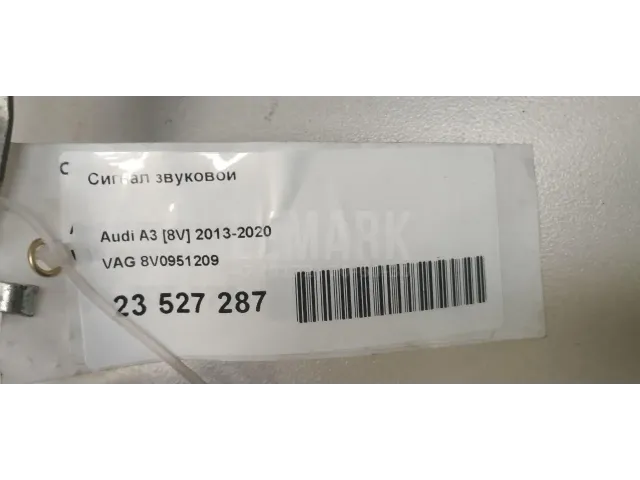 Сигнал звуковой
Audi A3 [8V] 2013-2020
VAG 8V0951209
23 527 287